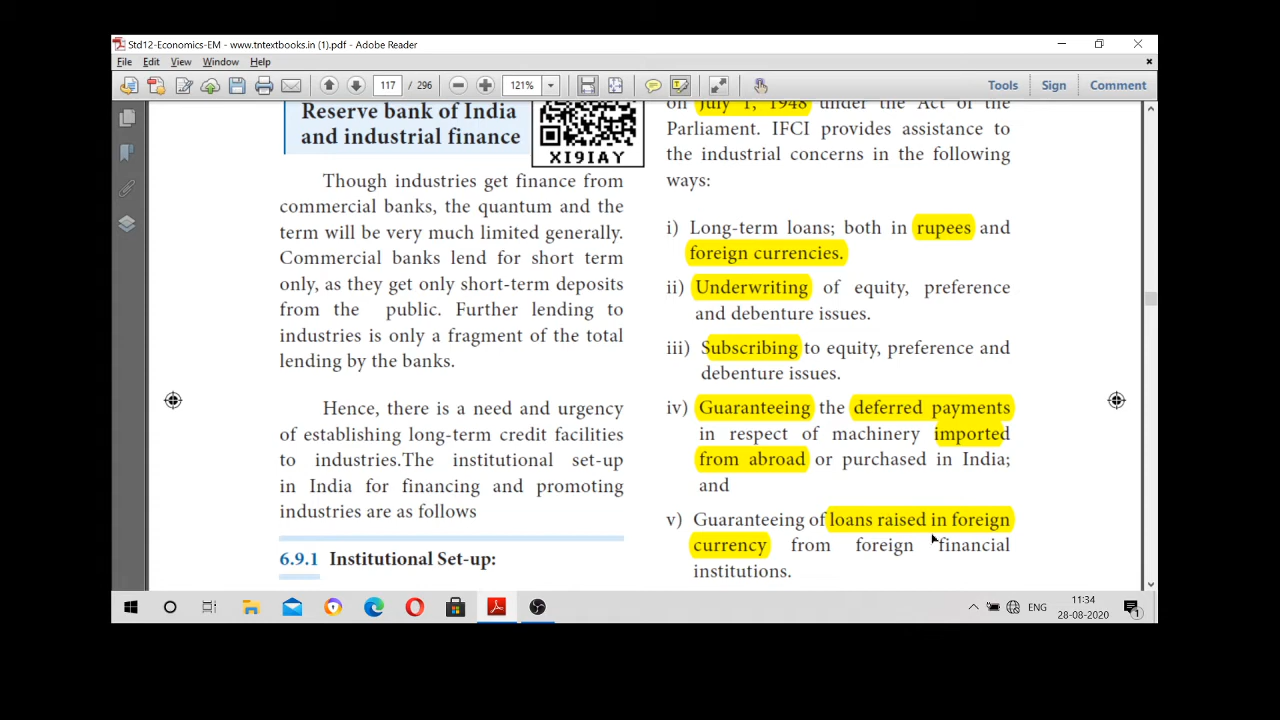 Std12-Economics-EM - www.tntextbooks.in (1).pdf - Adobe Reader
File Edit View Window Help
117 / 296 121% Tools Sign Comment
Reserve bank of India
and industrial finance
XI9IAY
Though industries get finance from
commercial banks, the quantum and the
term will be very much limited generally.
Commercial banks lend for short term
only, as they get only short-term deposits
from the public. Further lending to
industries is only a fragment of the total
lending by the banks.
Hence, there is a need and urgency
of establishing long-term credit facilities
to industries.The institutional set-up
in India for financing and promoting
industries are as follows
6.9.1 Institutional Set-up:
on July 1, 1948 under the Act of the
Parliament. IFCI provides assistance to
the industrial concerns in the following
ways:
i) Long-term loans; both in rupees and
foreign currencies.
ii) Underwriting of equity, preference
and debenture issues.
iii) Subscribing to equity, preference and
debenture issues.
iv) Guaranteeing the deferred payments
in respect of machinery imported
from abroad or purchased in India;
and
v) Guaranteeing of loans raised in foreign
currency from foreign financial
institutions.
ENG
11:34
28-08-2020
1